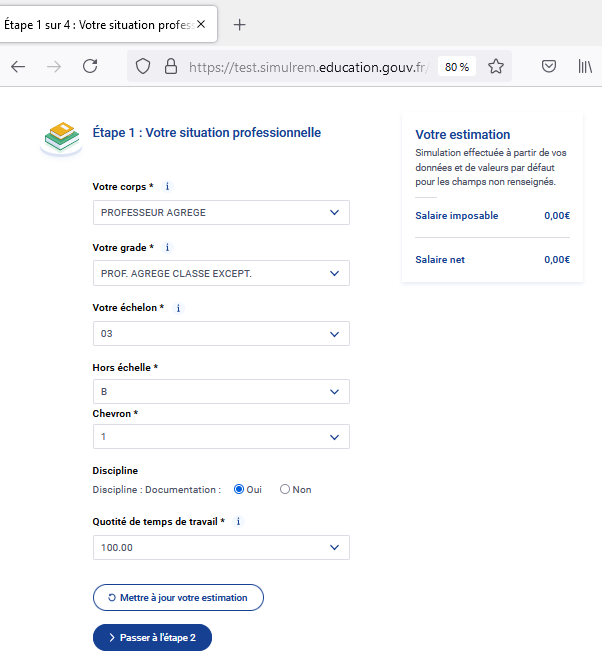 Étape 1 sur 4 : Votre situation profess
https://test.simulrem.education.gouv.fr/
80 %
Étape 1 : Votre situation professionnelle
Votre corps * i
PROFESSEUR AGREGE
Votre grade * i
PROF. AGREGE CLASSE EXCEPT.
Votre échelon * i
03
Hors échelle *
B
Chevron *
1
Discipline
Discipline : Documentation : Oui Non
Quotité de temps de travail * i
100.00
Mettre à jour votre estimation
Passer à l'étape 2
Votre estimation
Simulation effectuée à partir de vos
données et de valeurs par défaut
pour les champs non renseignés.
Salaire imposable 0,00€
Salaire net 0,00€